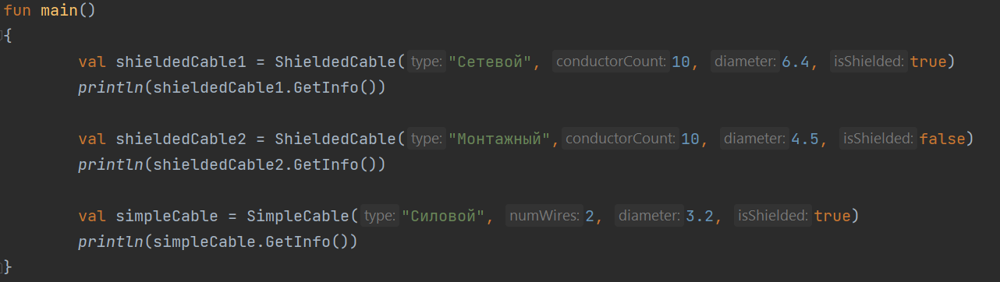 fun main()
{
val shieldedCable1 = ShieldedCable( type: "Сетевой", conductorCount: 10, diameter: 6.4, isShielded: true)
println(shieldedCable1.GetInfo())
val shieldedCable2 = ShieldedCable( type: "Монтажный", conductorCount: 10, diameter: 4.5, isShielded: false)
println(shieldedCable2.GetInfo())
val simpleCable = SimpleCable( type: "Силовой", numWires: 2, diameter: 3.2, isShielded: true)
println(simpleCable.GetInfo())
}